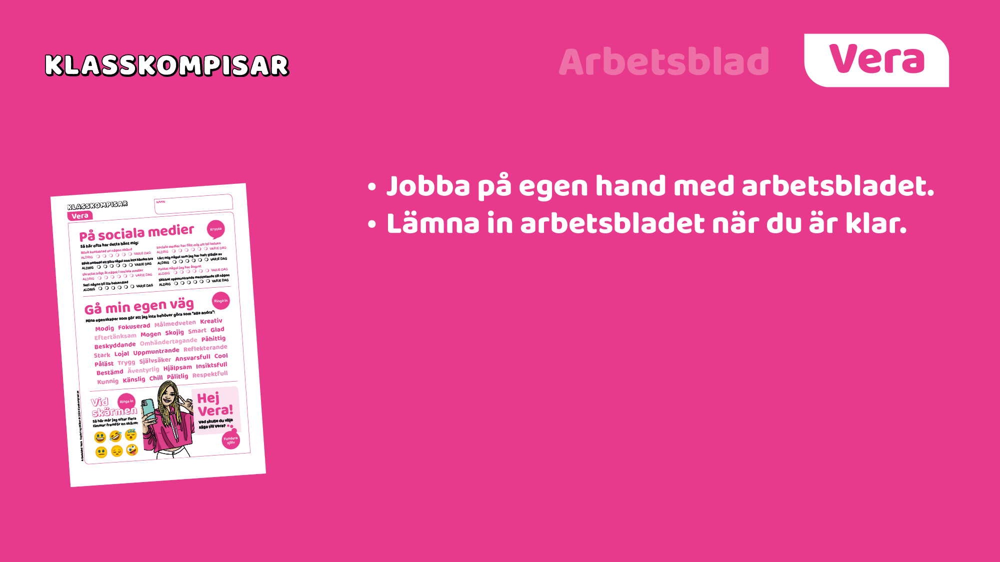 KLASSKOMPISAR
Arbetsblad
Vera
• Jobba på egen hand med arbetsbladet.
• Lämna in arbetsbladet när du är klar.
KLASSKOMPISAR
Vera
NAMN
På sociala medier
Kryssa
Så här ofta har detta hänt mig:
Blivit kontaktad av någon okänd
ALDRIG VARJE DAG
Blivit ombedd att göra något som inte kändes bra
ALDRIG VARJE DAG
Skrattat högt åt något i sociala medier
ALDRIG VARJE DAG
Sett någon bli illa behandlad
ALDRIG VARJE DAG
Sociala medier har fått mig att bli ledsen
ALDRIG VARJE DAG
Lärt mig något som jag har haft glädje av
ALDRIG VARJE DAG
Postat något jag har ångrat
ALDRIG VARJE DAG
Skickat uppmuntrande meddelande till någon
ALDRIG VARJE DAG
Gå min egen väg
Ringa in
Mina egenskaper som gör att jag inte behöver göra som "alla andra":
Modig Fokuserad Målmedveten Kreativ
Eftertänksam Mogen Skojig Smart Glad
Beskyddande Omhändertagande Påhittig
Stark Lojal Uppmuntrande Reflekterande
Påläst Trygg Självsäker Ansvarsfull Cool
Bestämd Äventyrlig Hjälpsam Insiktsfull
Kunnig Känslig Chill Pålitlig Respektfull
Vid
skärmen
Ringa in
Så här mår jag efter flera
timmar framför en skärm:
Hej
Vera!
Vad skulle du vilja
säga till Vera?
Fundera
själv
Arbetsblad Vera Kopiering tillåten © 2024 Klasskompisar.se